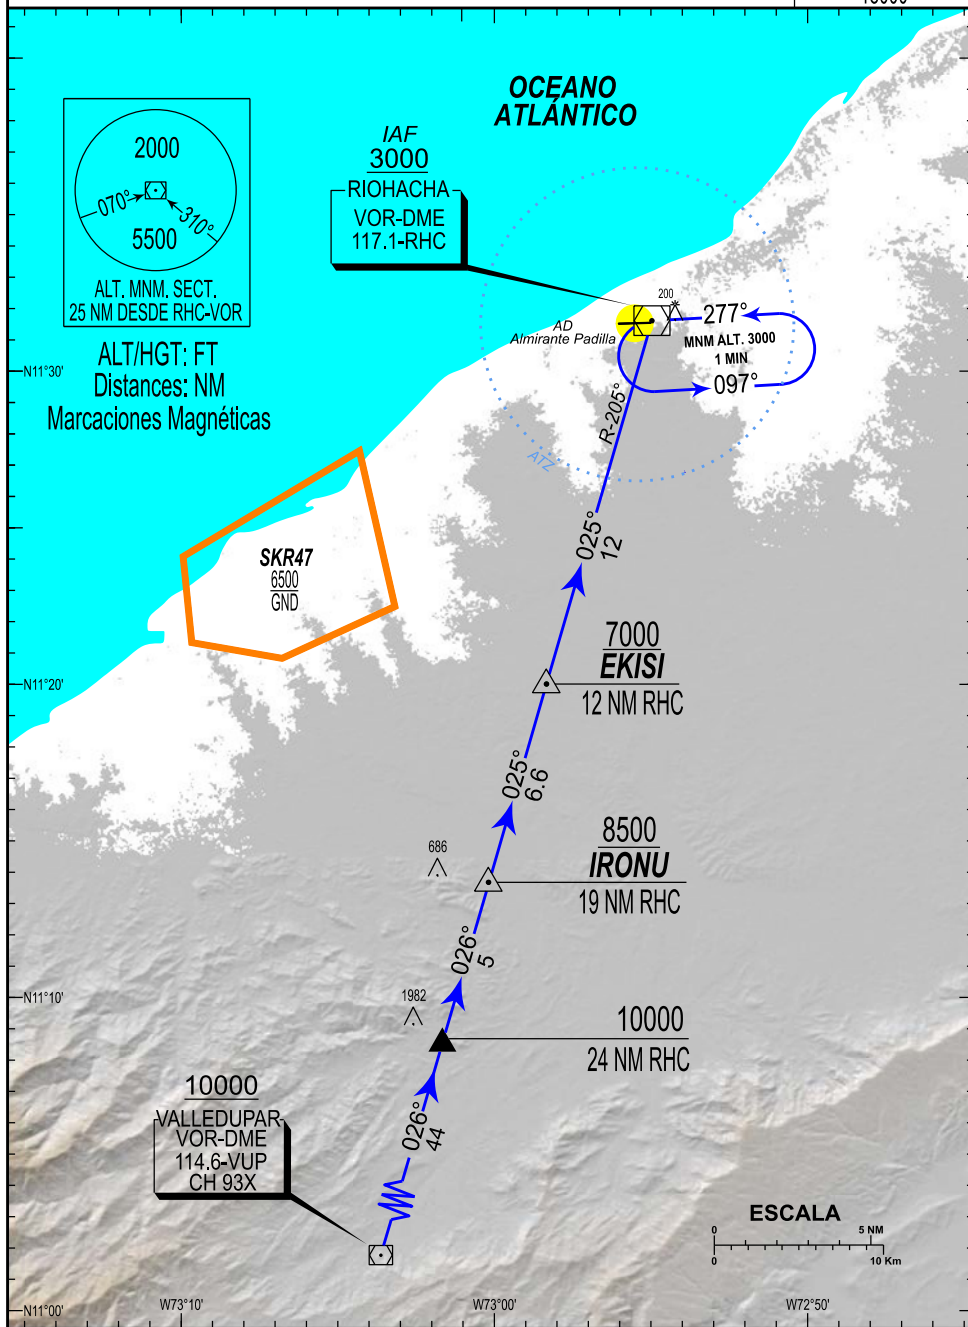 OCEANO
ATLÁNTICO
2000
070°
310°
5500
ALT. MNM. SECT.
25 NM DESDE RHC-VOR
ALT/HGT: FT
Distances: NM
Marcaciones Magnéticas
IAF
3000
RIOHACHA
VOR-DME
117.1-RHC
200
AD
Almirante Padilla
277°
MNM ALT. 3000
1 MIN
097°
R-205°
ATZ
N11°30'
SKR47
6500
GND
025°
12
7000
EKISI
12 NM RHC
N11°20'
025°
6.6
686
8500
IRONU
19 NM RHC
026°
5
N11°10'
1982
10000
24 NM RHC
10000
VALLEDUPAR
VOR-DME
114.6-VUP
CH 93X
026°
44
ESCALA
0
5 NM
0
10 Km
N11°00'
W73°10'
W73°00'
W72°50'